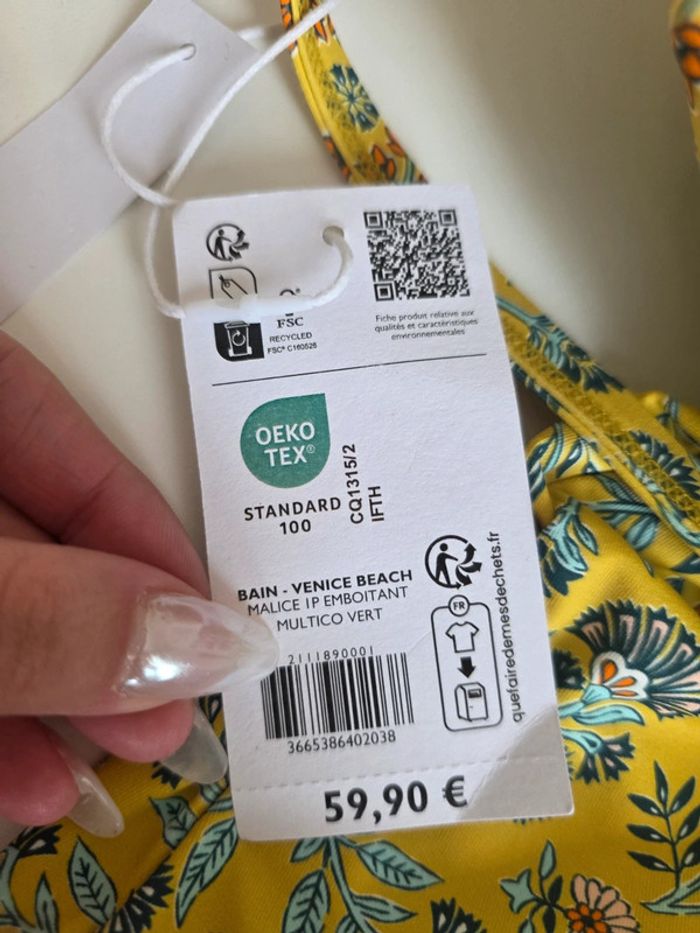 FSC
RECYCLED
FSC® C160526
Fiche produit relative aux
qualités et caractéristiques
environnementales
OEKO
TEX®
STANDARD
100
CQ1315/2
IFTH
BAIN - VENICE BEACH
MALICE 1P EMBOITANT
MULTICO VERT
FR
quefairedemesdechets.fr
2111890001
3665386402038
59,90 €